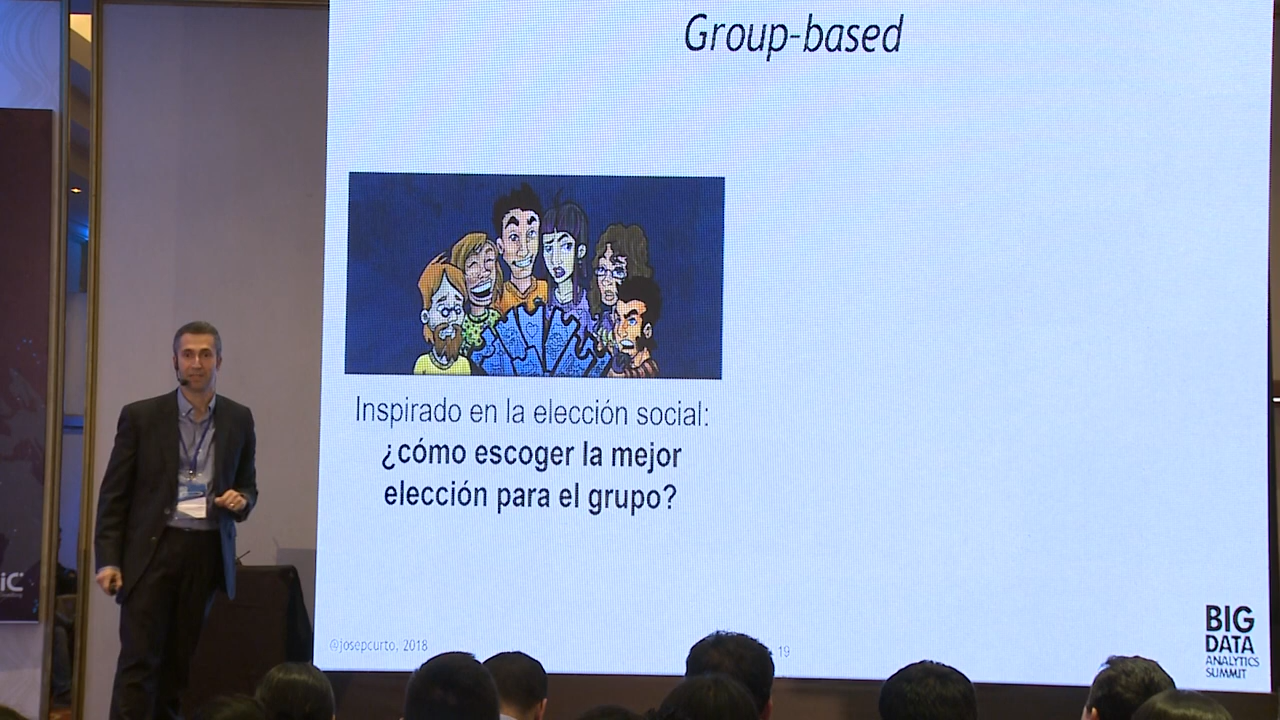 Group-based
Inspirado en la elección social:
¿cómo escoger la mejor
elección para el grupo?
@josepcurto, 2018
19
BIG
DATA
ANALYTICS
SUMMIT
iC